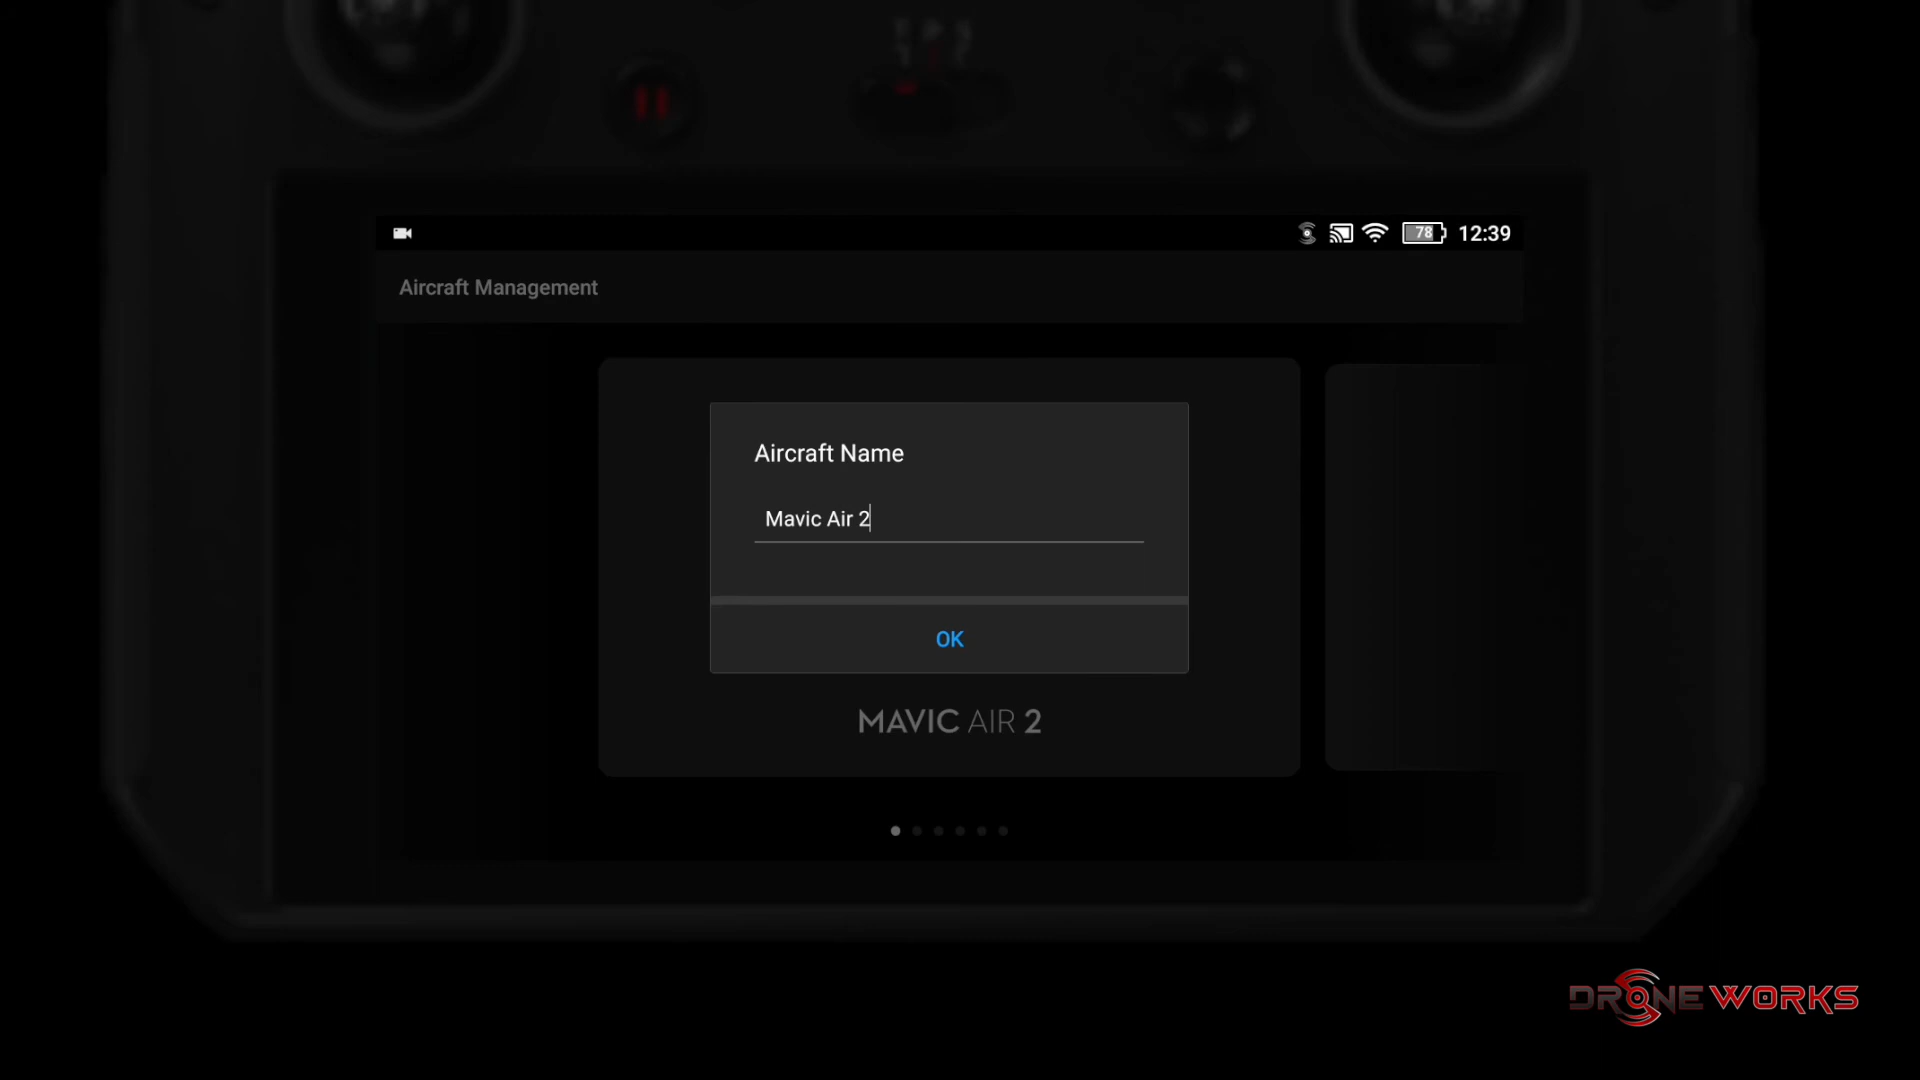 78 12:39
Aircraft Management
Aircraft Name
Mavic Air 2
OK
MAVIC AIR 2
DRONE WORKS